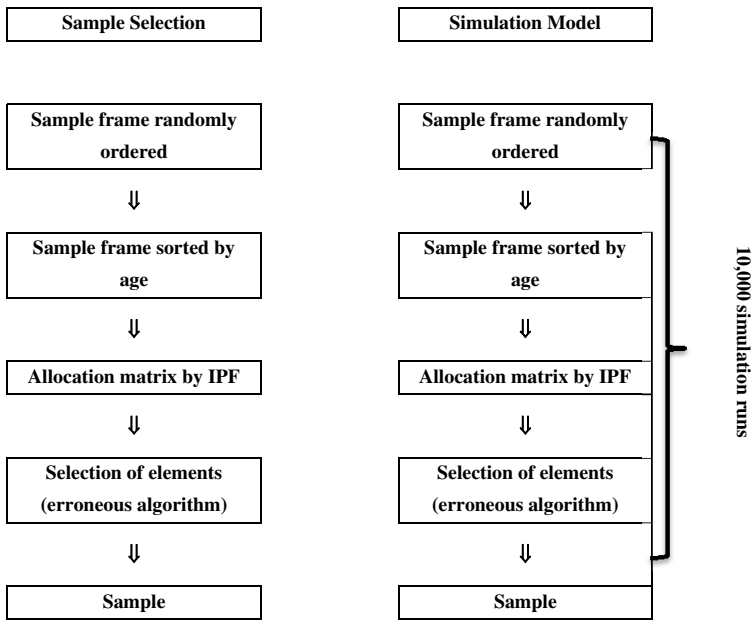 Sample Selection
Sample frame randomly
ordered
⇓
Sample frame sorted by
age
⇓
Allocation matrix by IPF
⇓
Selection of elements
(erroneous algorithm)
⇓
Sample
Simulation Model
Sample frame randomly
ordered
⇓
Sample frame sorted by
age
⇓
Allocation matrix by IPF
⇓
Selection of elements
(erroneous algorithm)
⇓
Sample
10,000 simulation runs